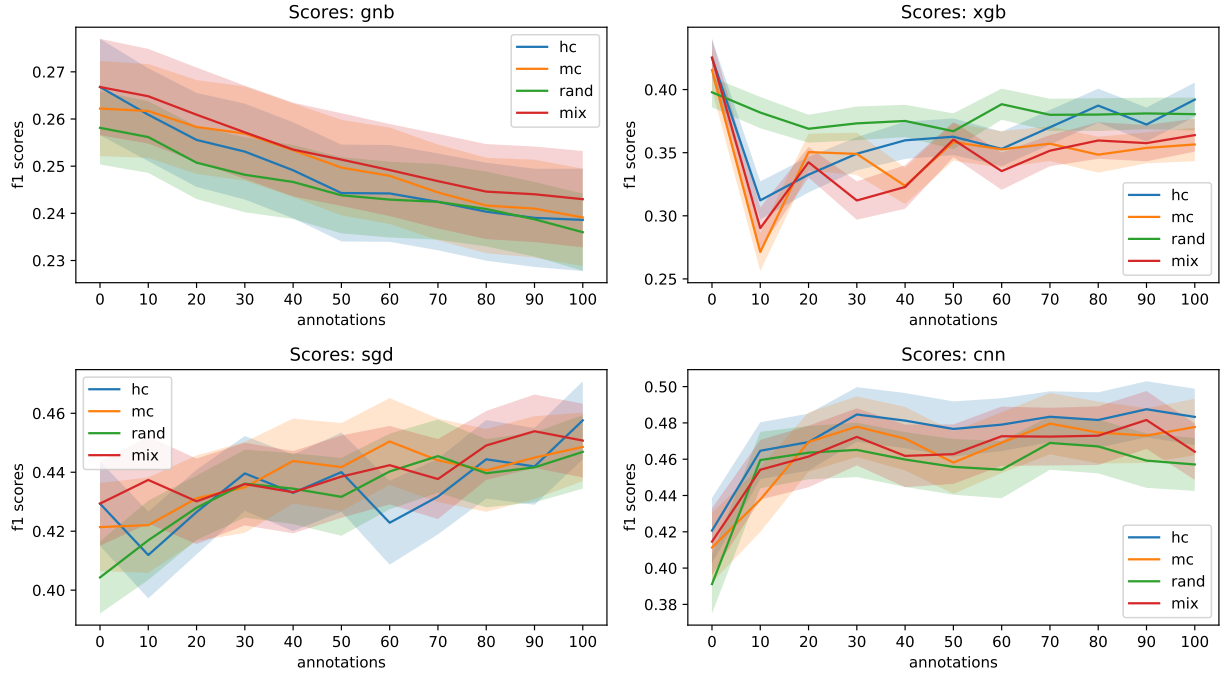 Scores: gnb
0.27
0.26
0.25
0.24
0.23
f1 scores
hc
mc
rand
mix
0 10 20 30 40 50 60 70 80 90 100
annotations
Scores: xgb
0.40
0.35
0.30
0.25
f1 scores
hc
mc
rand
mix
0 10 20 30 40 50 60 70 80 90 100
annotations
Scores: sgd
0.46
0.44
0.42
0.40
f1 scores
hc
mc
rand
mix
0 10 20 30 40 50 60 70 80 90 100
annotations
Scores: cnn
0.50
0.48
0.46
0.44
0.42
0.40
0.38
f1 scores
hc
mc
rand
mix
0 10 20 30 40 50 60 70 80 90 100
annotations